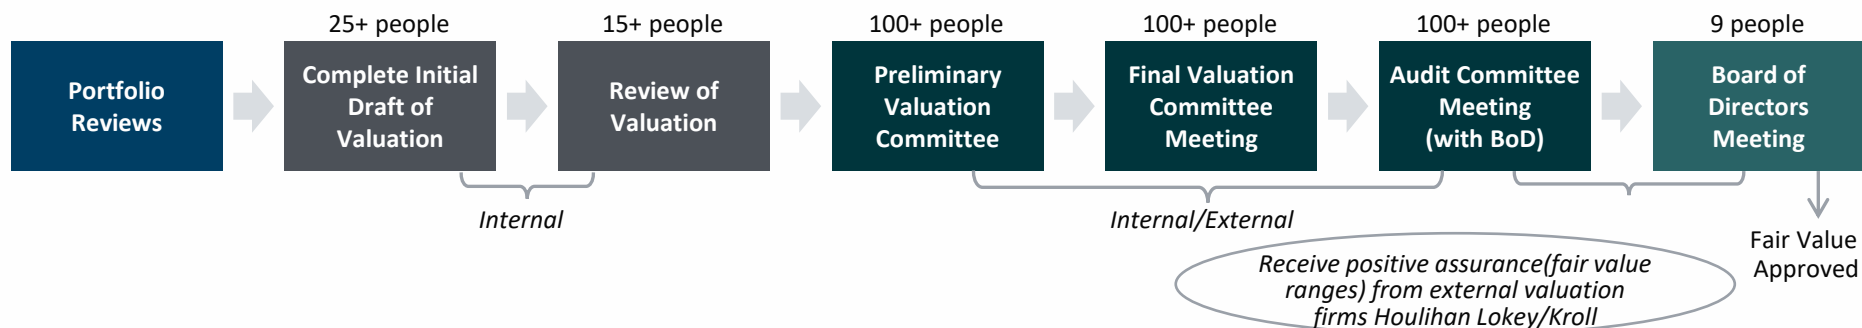 25+ people
15+ people
100+ people
100+ people
100+ people
9 people
Portfolio
Reviews
Complete Initial
Draft of
Valuation
Review of
Valuation
Preliminary
Valuation
Committee
Final Valuation
Committee
Meeting
Audit Committee
Meeting
(with BoD)
Board of
Directors
Meeting
Internal
Internal/External
Fair Value
Approved
Receive positive assurance(fair value
ranges) from external valuation
firms Houlihan Lokey/Kroll